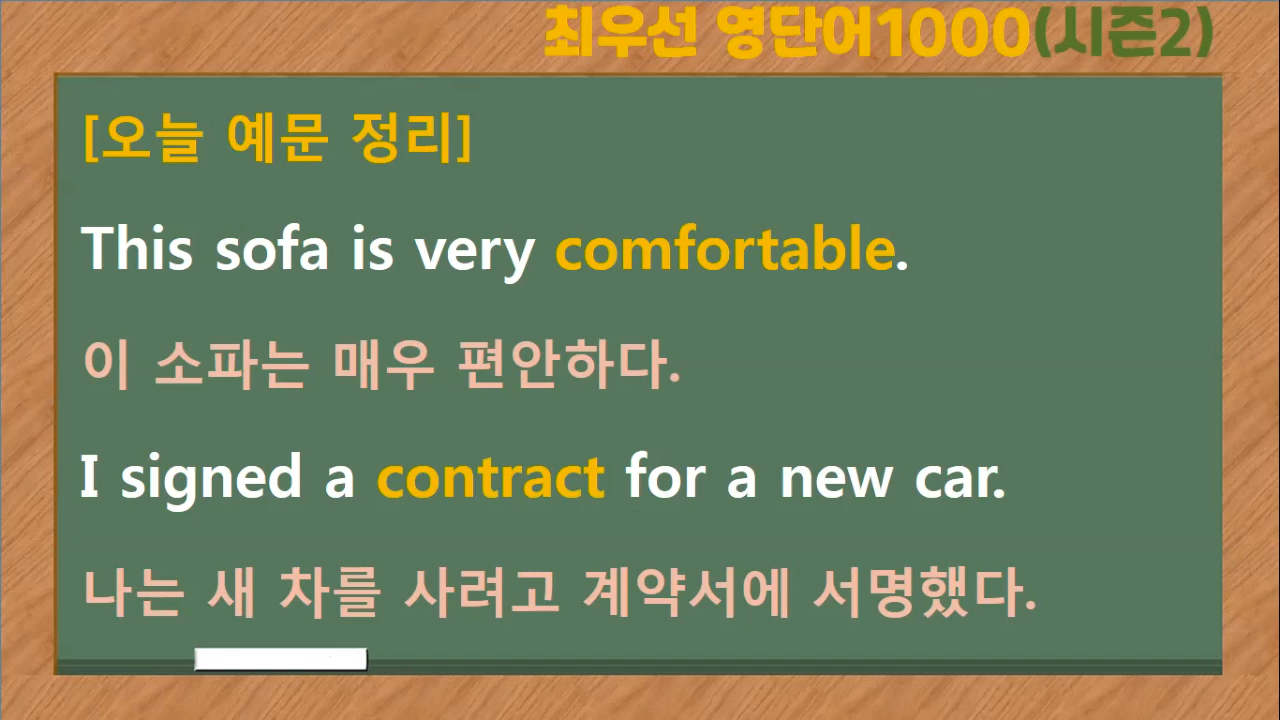 최우선 영단어1000(시즌2)
[오늘 예문 정리]
This sofa is very comfortable.
이 소파는 매우 편안하다.
I signed a contract for a new car.
나는 새 차를 사려고 계약서에 서명했다.